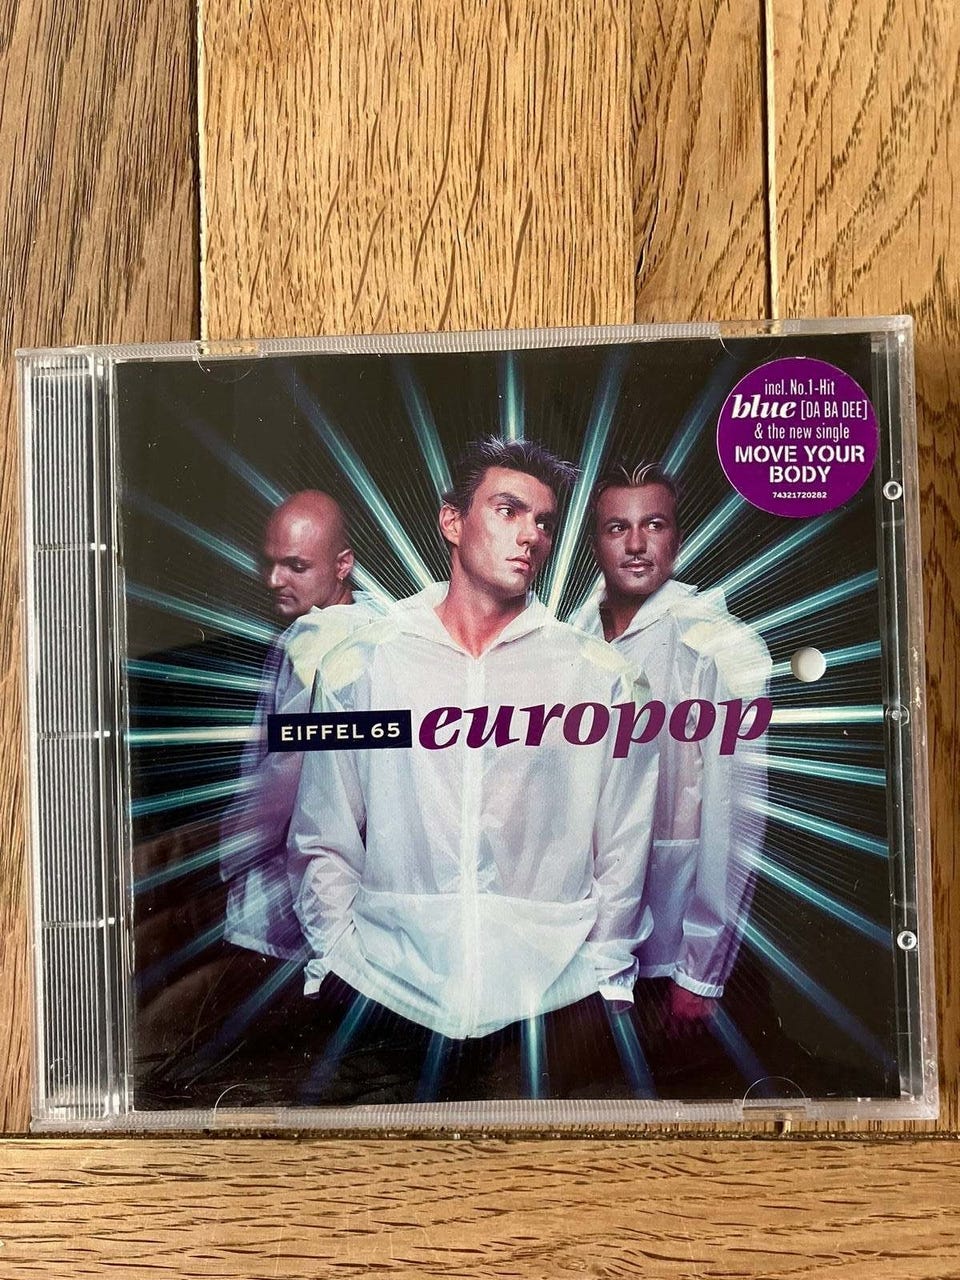 incl. No.1-Hit
blue [DA BA DEE]
& the new single
MOVE YOUR
BODY
74321720282
EIFFEL 65 europop